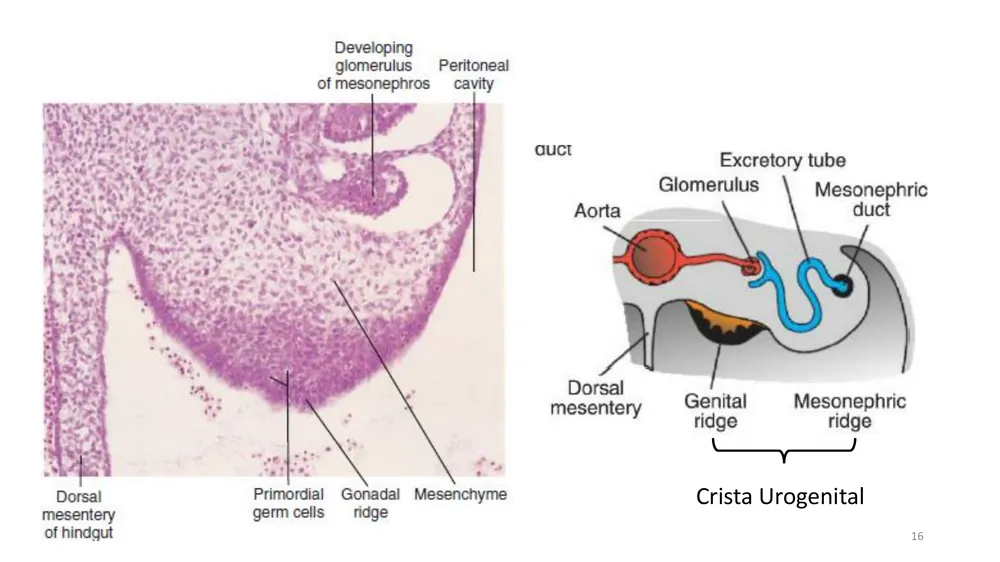 Developing
glomerulus
of mesonephros
Peritoneal
cavity
Dorsal
mesentery
of hindgut
Primordial
germ cells
Gonadal
ridge
Mesenchyme
duct
Excretory tube
Glomerulus
Mesonephric
duct
Aorta
Dorsal
mesentery
Genital
ridge
Mesonephric
ridge
Crista Urogenital
16